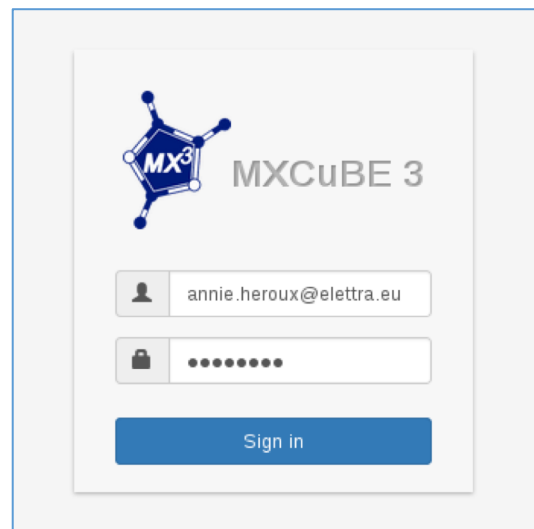 MX3
MXCuBE 3
annie.heroux@elettra.eu
••••••••
Sign in